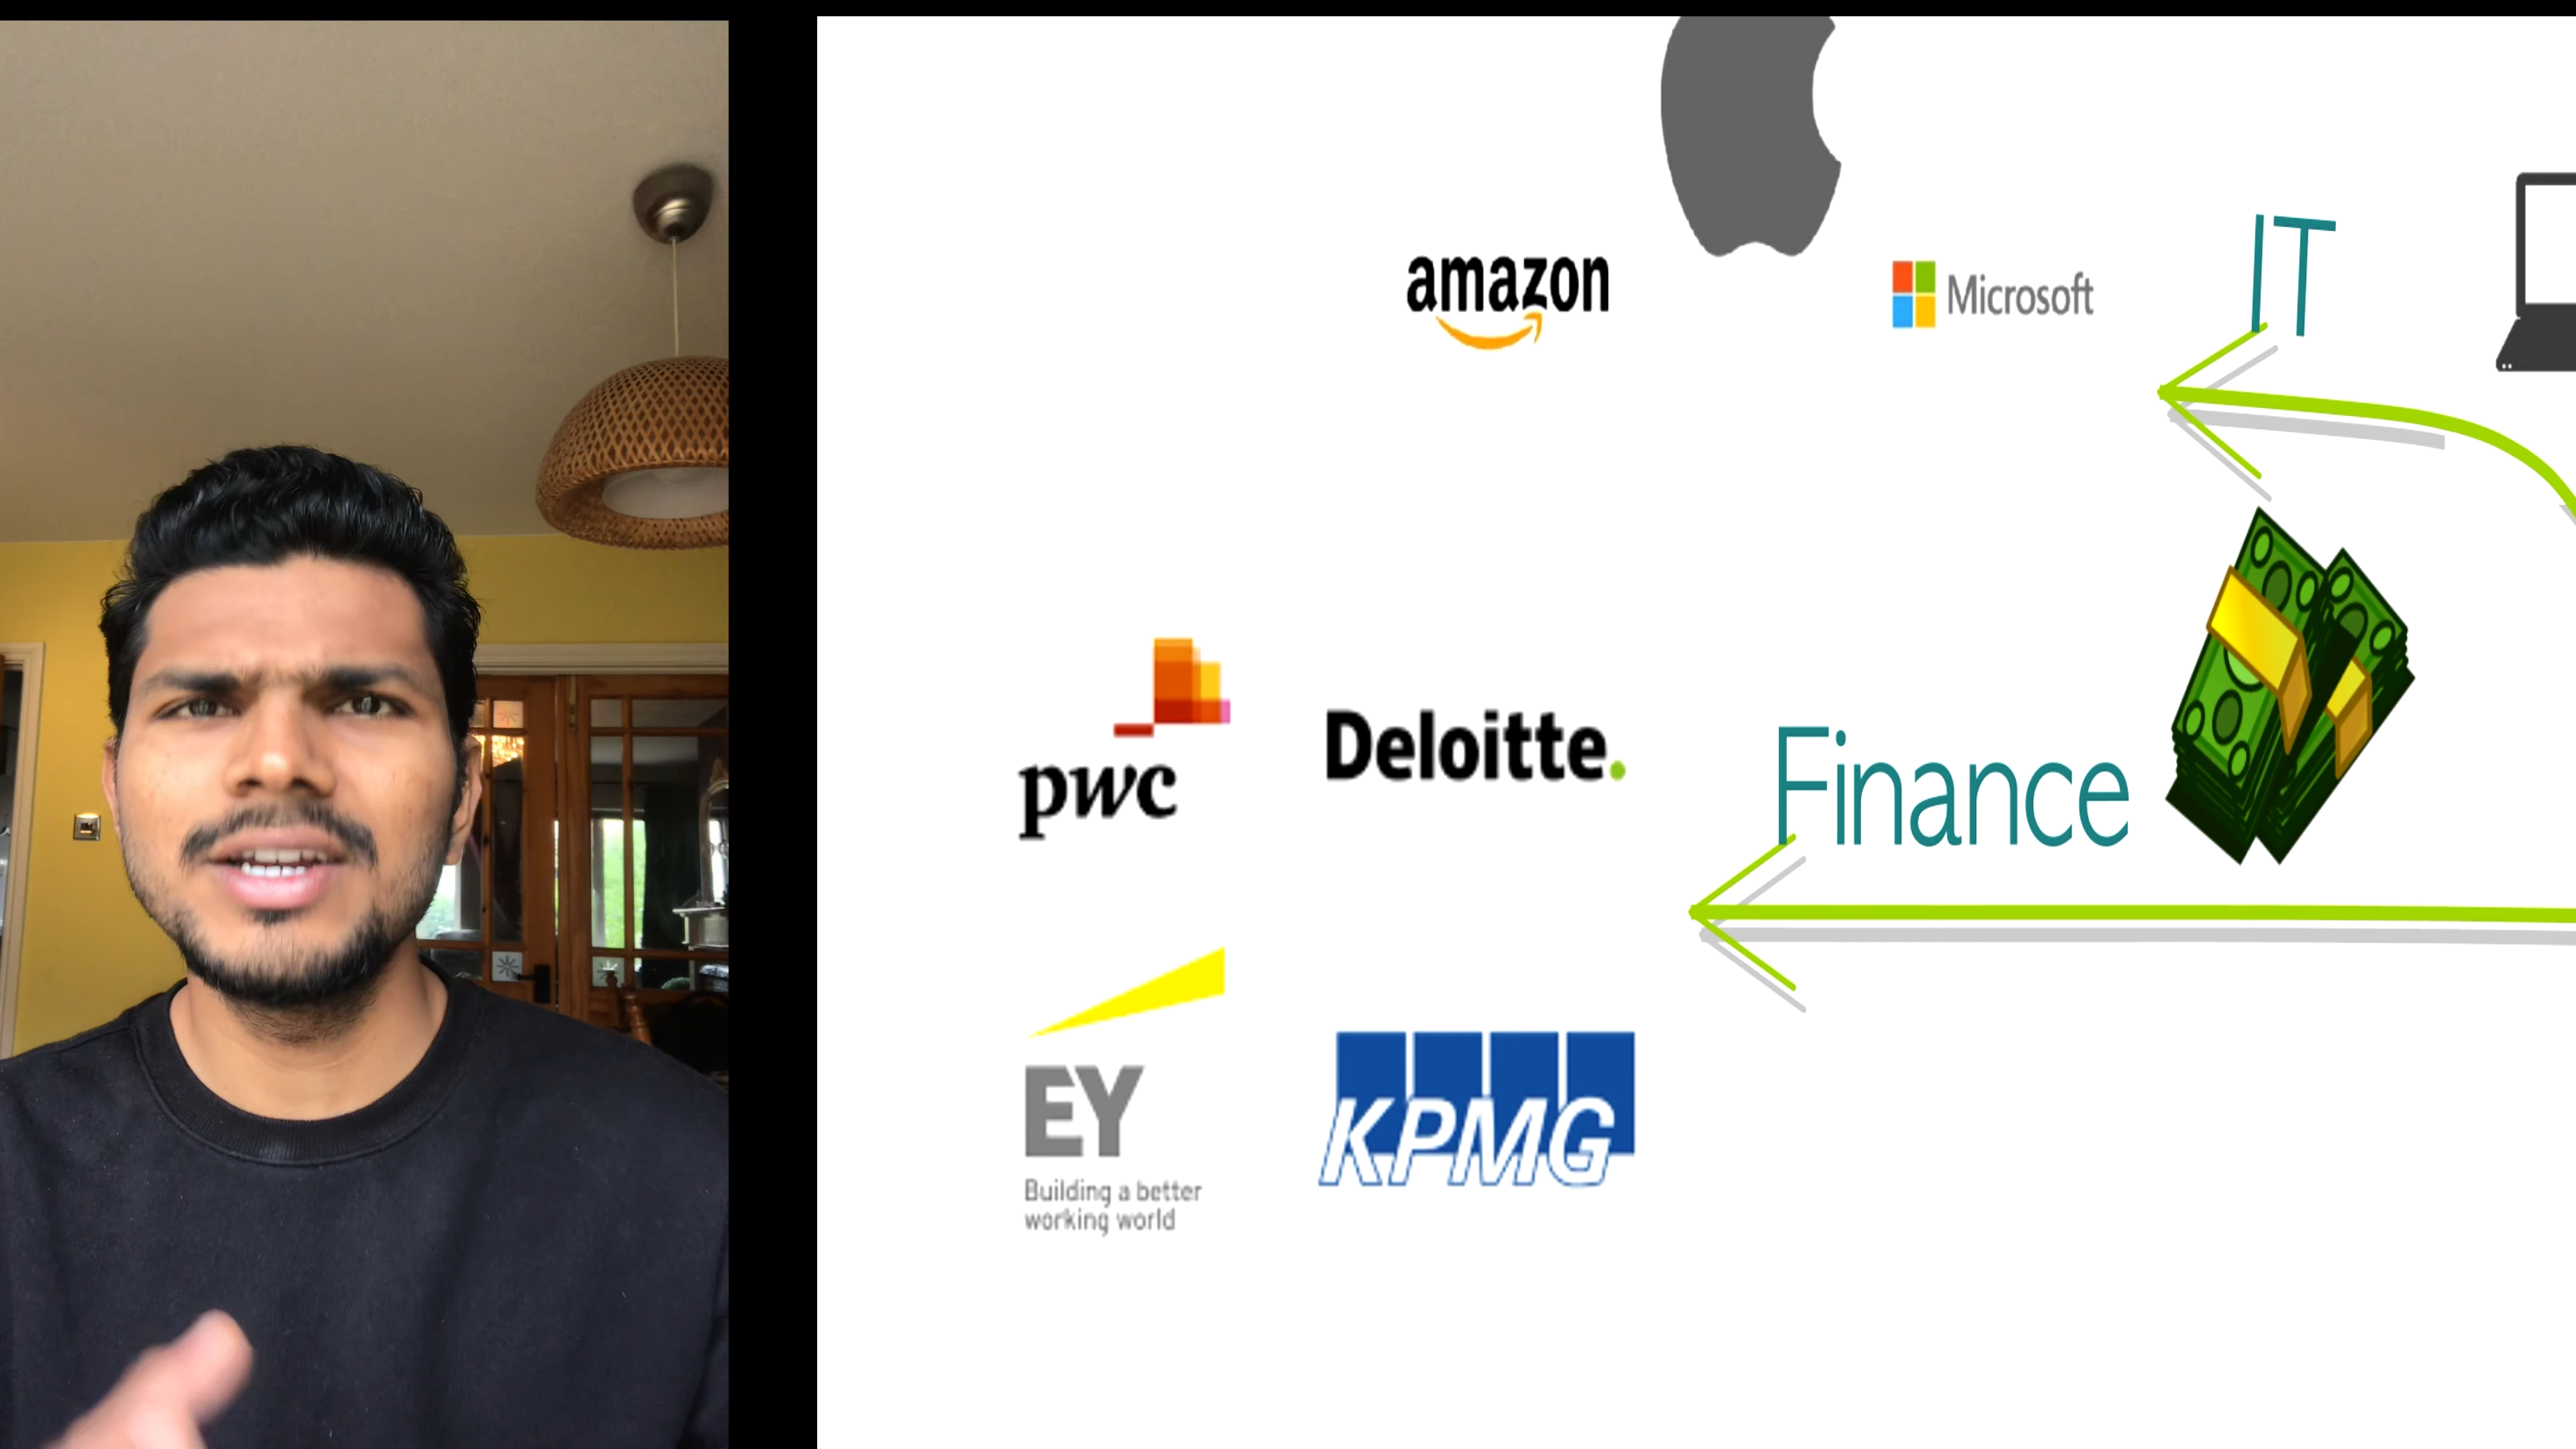 amazon
Microsoft
IT
pwc
Deloitte.
Finance
EY
Building a better
working world
KPMG